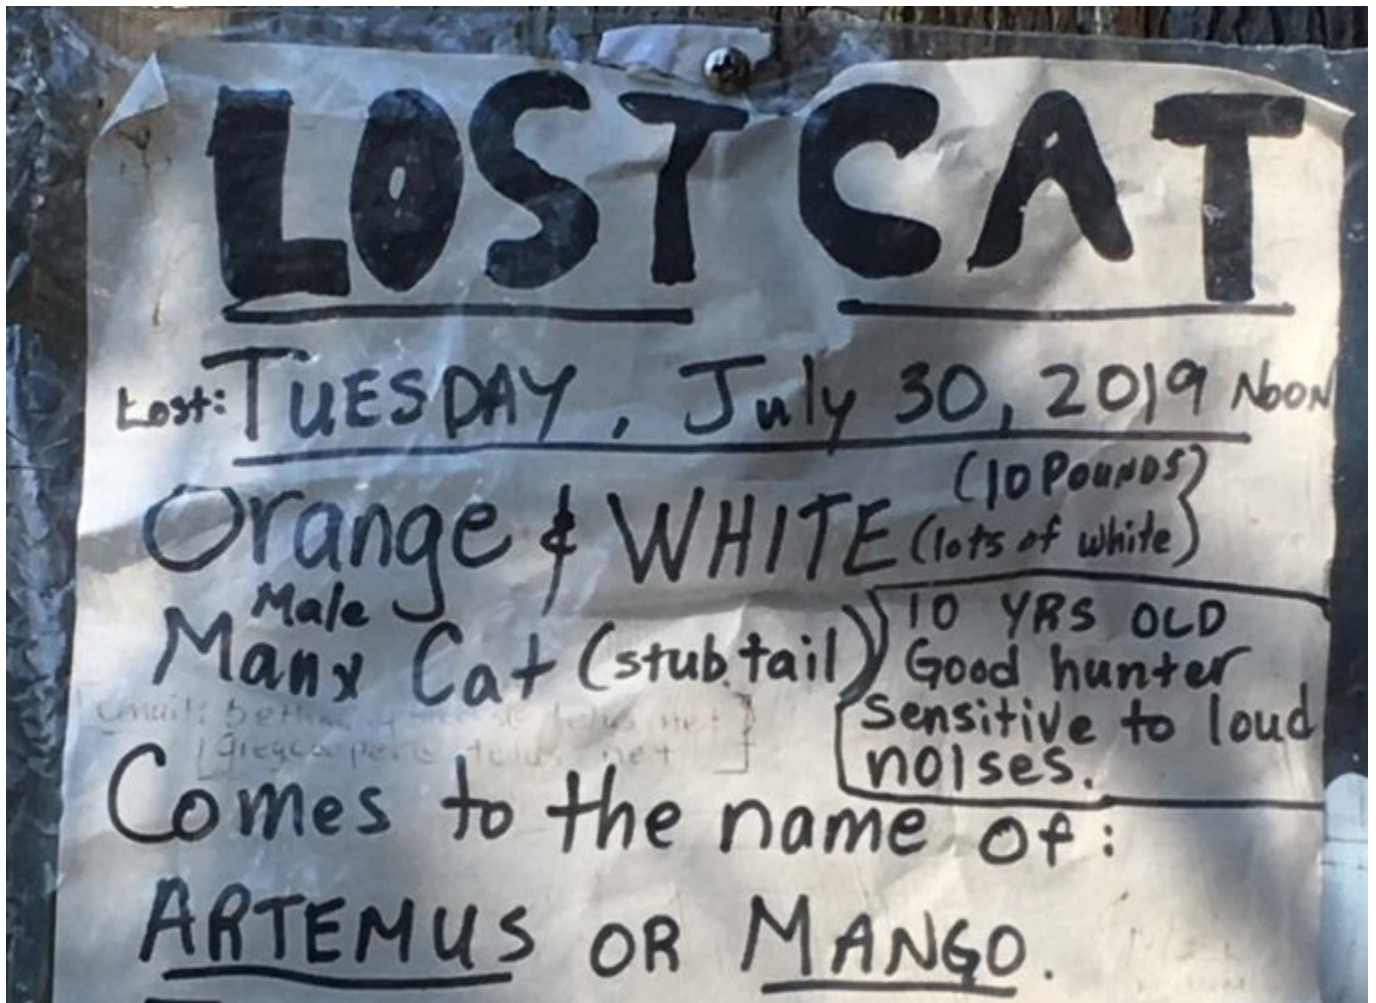 LOST CAT
Lost: TUESDAY, July 30, 2019 NOON
(10 POUNDS)
Orange & WHITE (lots of white)
Male
Manx Cat (stub tail)
10 YRS OLD
Good hunter
Sensitive to loud
noises.
Comes to the name of:
ARTEMUS OR MANGO.